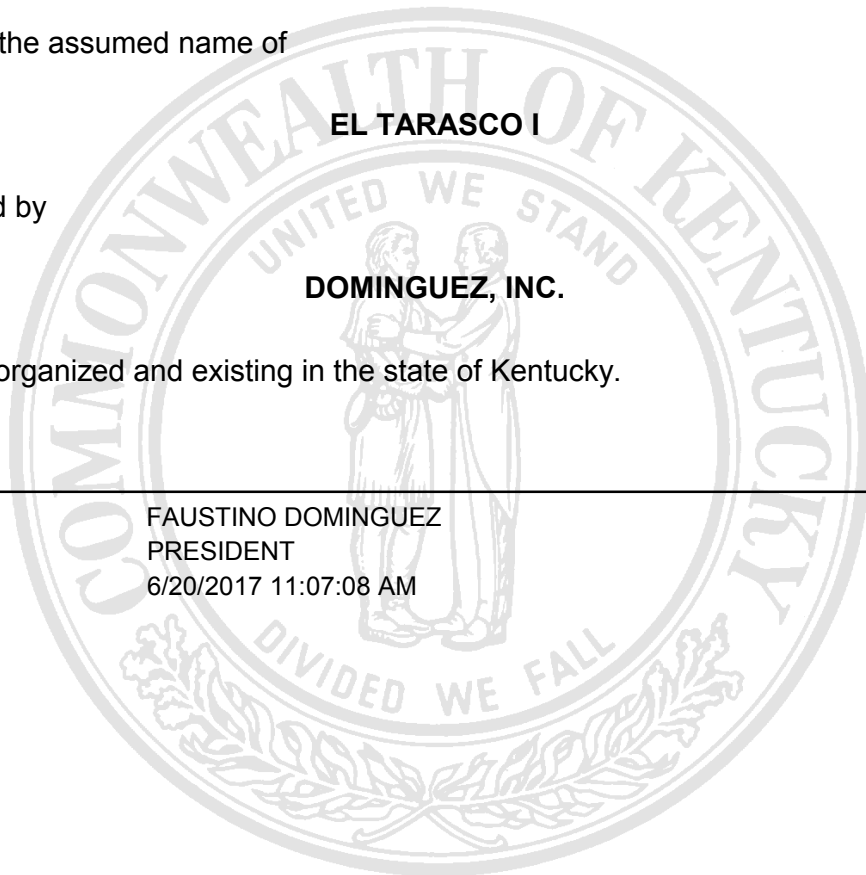 the assumed name of
EL TARASCO I
d by
DOMINGUEZ, INC.
organized and existing in the state of Kentucky.
FAUSTINO DOMINGUEZ
PRESIDENT
6/20/2017 11:07:08 AM
COMMONWEALTH OF KENTUCKY
UNITED WE STAND
DIVIDED WE FALL